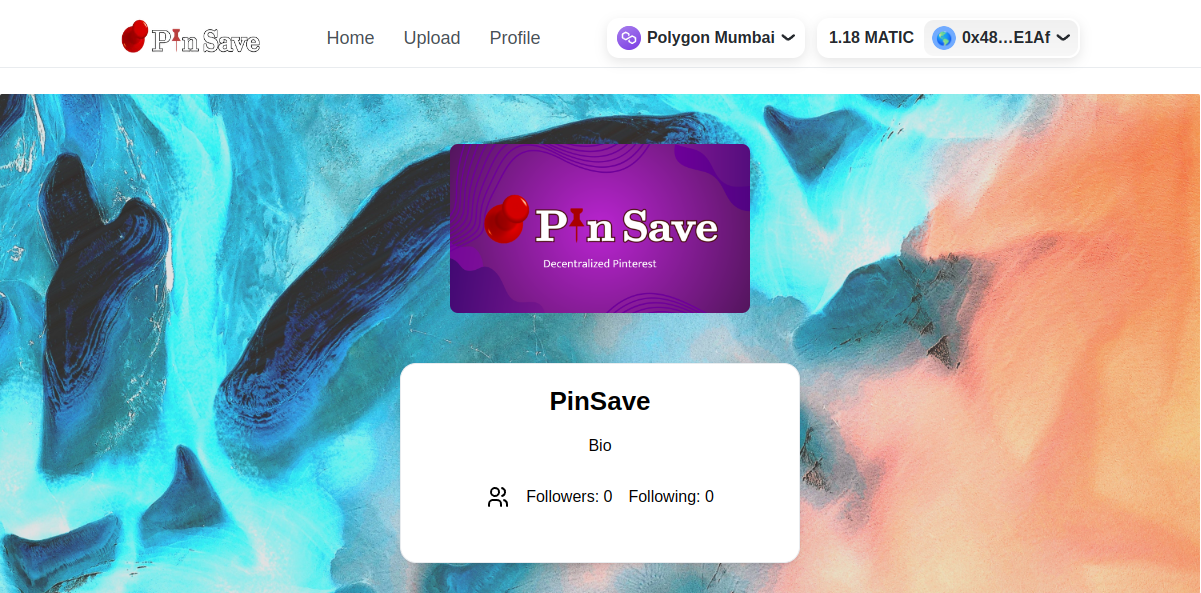 Pin Save
Home Upload Profile
Polygon Mumbai
1.18 MATIC
0x48...E1Af
Pin Save
Decentralized Pinterest
PinSave
Bio
Followers: 0 Following: 0